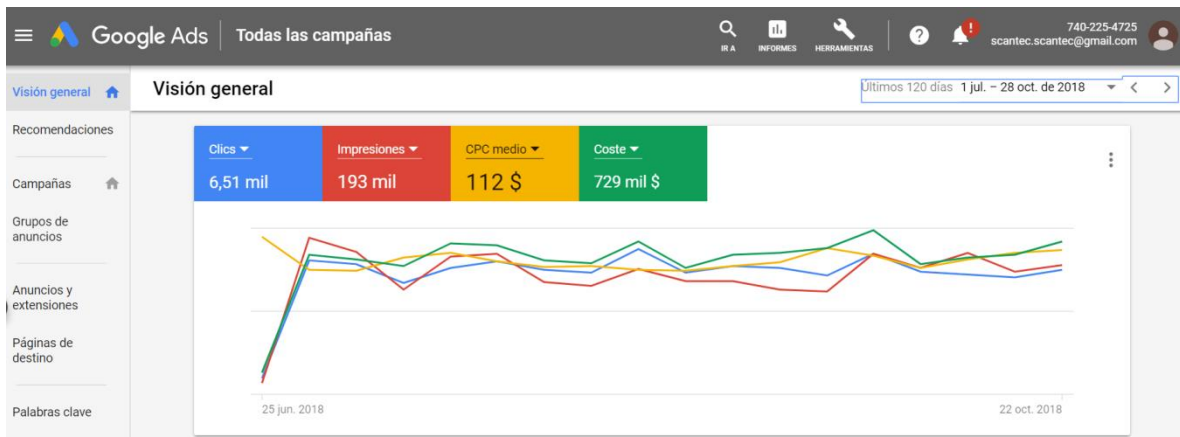 Google Ads
Todas las campañas
IR A
INFORMES
HERRAMIENTAS
?
!
740-225-4725
scantec.scantec@gmail.com
Visión general
Recomendaciones
Campañas
Grupos de
anuncios
Anuncios y
extensiones
Páginas de
destino
Palabras clave
Visión general
Últimos 120 días 1 jul. – 28 oct. de 2018
Clics
6,51 mil
Impresiones
193 mil
CPC medio
112 $
Coste
729 mil $
25 jun. 2018
22 oct. 2018